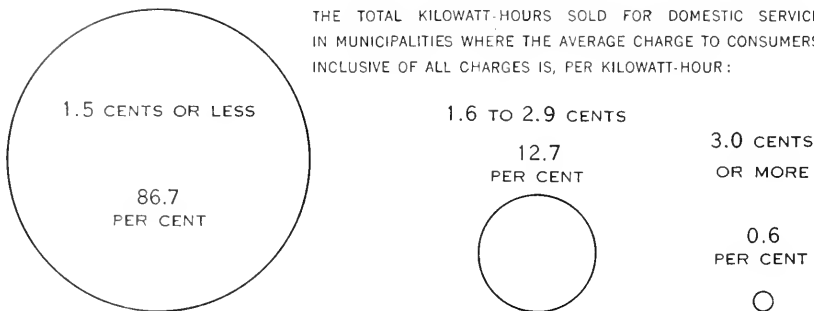 THE TOTAL KILOWATT-HOURS SOLD FOR DOMESTIC SERVICE
IN MUNICIPALITIES WHERE THE AVERAGE CHARGE TO CONSUMERS
INCLUSIVE OF ALL CHARGES IS, PER KILOWATT-HOUR:
1.5 CENTS OR LESS
86.7
PER CENT
1.6 TO 2.9 CENTS
12.7
PER CENT
3.0 CENTS
OR MORE
0.6
PER CENT